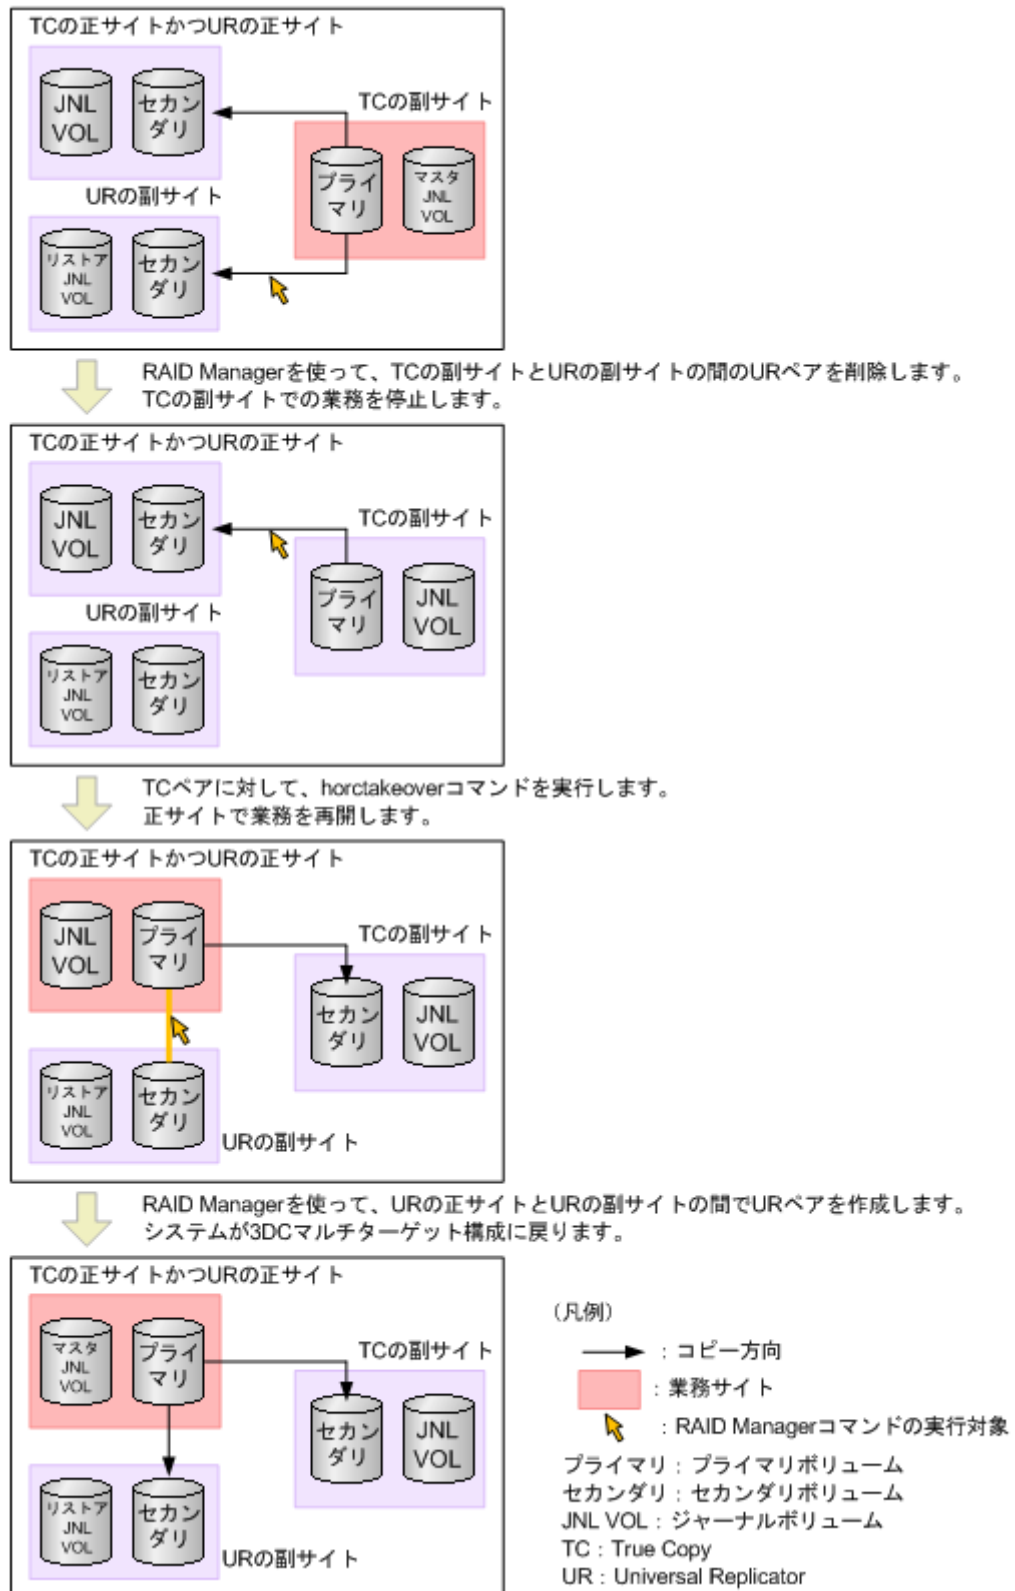 TCの正サイトかつURの正サイト
JNL
VOL
セカン
ダリ
TCの副サイト
プライ
マリ
マスタ
JNL
VOL
URの副サイト
リストア
JNL
VOL
セカン
ダリ
RAID Managerを使って、TCの副サイトとURの副サイトの間のURペアを削除します。
TCの副サイトでの業務を停止します。
TCの正サイトかつURの正サイト
JNL
VOL
セカン
ダリ
TCの副サイト
プライ
マリ
JNL
VOL
URの副サイト
リストア
JNL
VOL
セカン
ダリ
TCペアに対して、horctakeoverコマンドを実行します。
正サイトで業務を再開します。
TCの正サイトかつURの正サイト
JNL
VOL
プライ
マリ
TCの副サイト
セカン
ダリ
JNL
VOL
リストア
JNL
VOL
セカン
ダリ
URの副サイト
RAID Managerを使って、URの正サイトとURの副サイトの間でURペアを作成します。
システムが3DCマルチターゲット構成に戻ります。
TCの正サイトかつURの正サイト
マスタ
JNL
VOL
プライ
マリ
TCの副サイト
セカン
ダリ
JNL
VOL
リストア
JNL
VOL
セカン
ダリ
URの副サイト
（凡例）
：コピー方向
：業務サイト
：RAID Managerコマンドの実行対象
プライマリ：プライマリボリューム
セカンダリ：セカンダリボリューム
JNL VOL：ジャーナルボリューム
TC：True Copy
UR：Universal Replicator